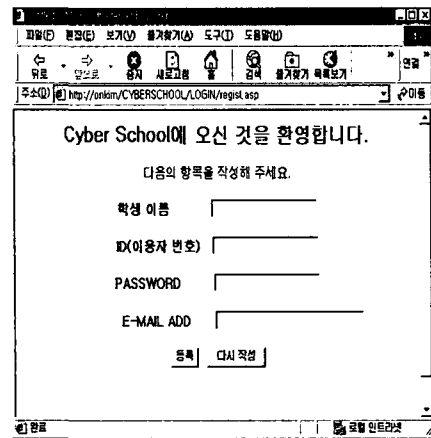 파일(F) 편집(E) 보기(V) 즐겨찾기(A) 도구(T) 도움말(H)
뒤로 앞으로 중지 새로고침 홈 검색 즐겨찾기 목록보기 연결
주소(D) http://onkim/CYBERSCHOOL/LOGIN/regist.asp 이동
Cyber School에 오신 것을 환영합니다.
다음의 항목을 작성해 주세요.
학생 이름
ID(이용자 번호)
PASSWORD
E-MAIL ADD
등록 다시 작성
완료 로컬 인트라넷